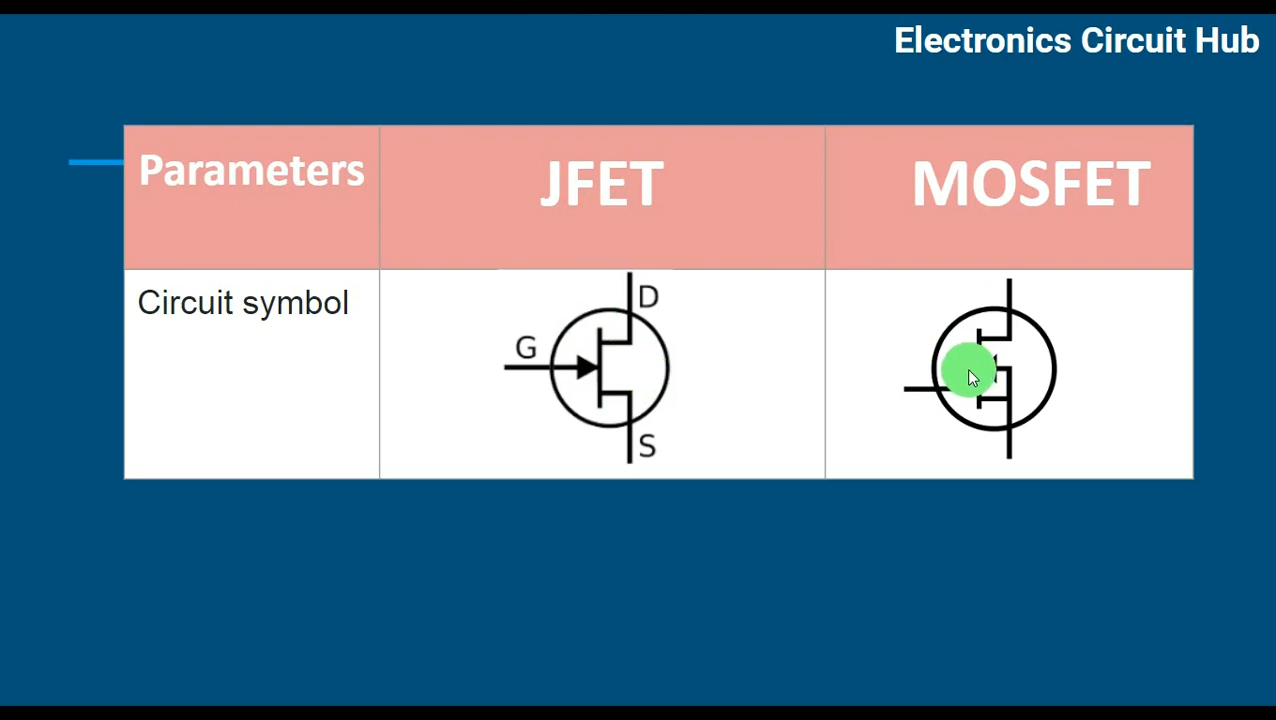 Electronics Circuit Hub
Parameters
JFET
MOSFET
Circuit symbol
D
G
S